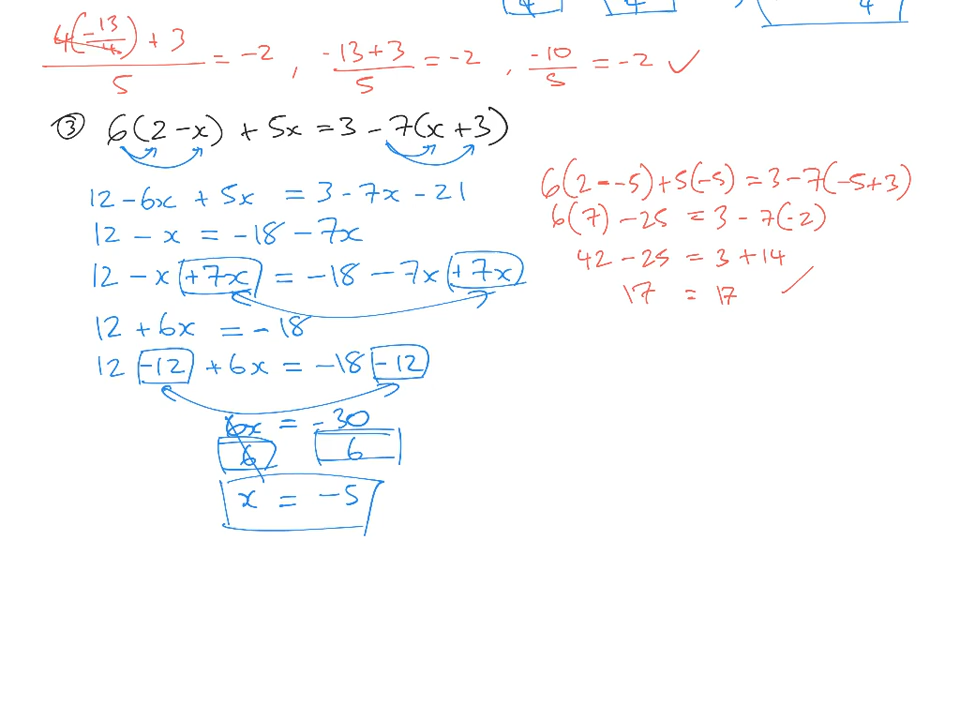 4
4
4
4(-13/4) + 3 / 5 = -2 , -13+3 / 5 = -2 , -10 / 5 = -2 ✓
③ 6(2-x) + 5x = 3 - 7(x+3)
12 - 6x + 5x = 3 - 7x - 21
12 - x = -18 - 7x
12 - x +7x = -18 - 7x +7x
12 + 6x = -18
12 -12 + 6x = -18 -12
6x / 6 = -30 / 6
x = -5
6(2--5)+5(-5) = 3-7(-5+3)
6(7) - 25 = 3 - 7(-2)
42 - 25 = 3 + 14
17 = 17 ✓